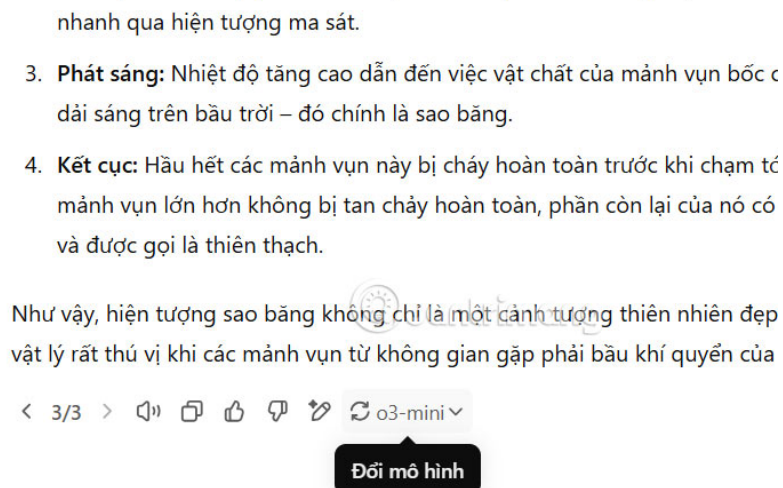 nhanh qua hiện tượng ma sát.
3. Phát sáng: Nhiệt độ tăng cao dẫn đến việc vật chất của mảnh vụn bốc
dải sáng trên bầu trời – đó chính là sao băng.
4. Kết cục: Hầu hết các mảnh vụn này bị cháy hoàn toàn trước khi chạm
mảnh vụn lớn hơn không bị tan chảy hoàn toàn, phần còn lại của nó có
và được gọi là thiên thạch.
Như vậy, hiện tượng sao băng không chỉ là một cảnh tượng thiên nhiên đẹp
vật lý rất thú vị khi các mảnh vụn từ không gian gặp phải bầu khí quyển của
3/3 o3-mini
Đổi mô hình